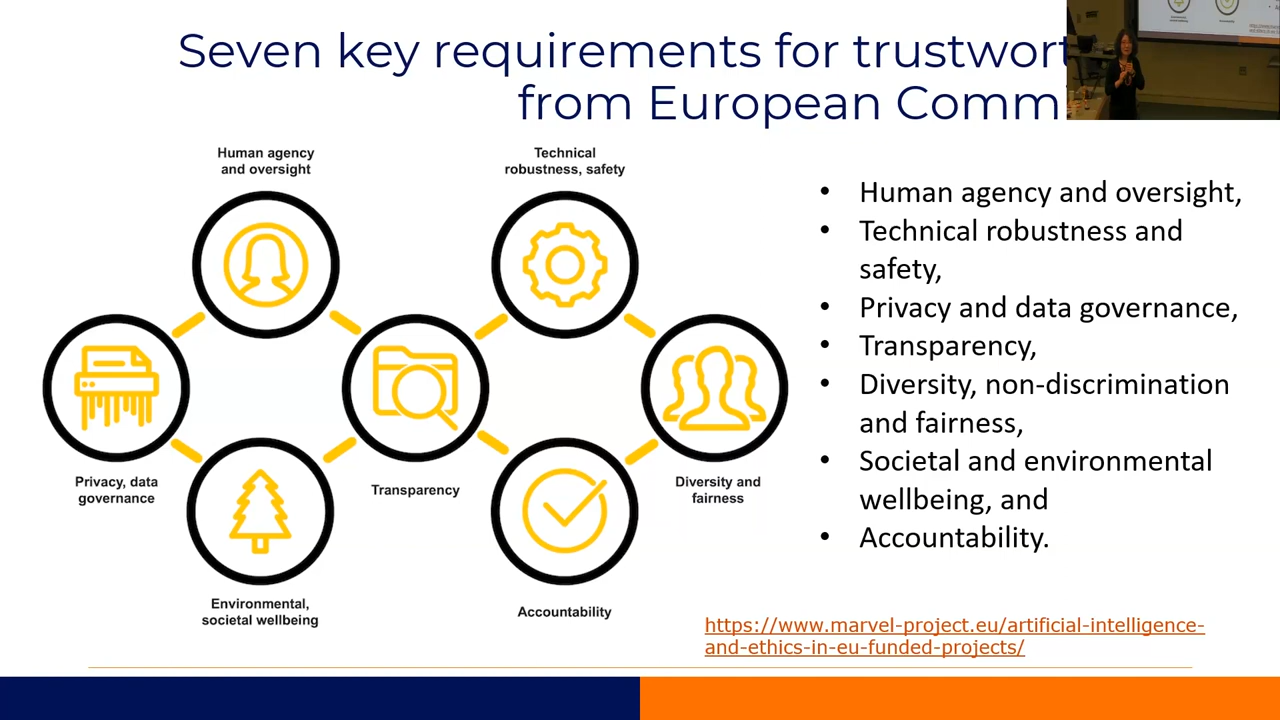 Seven key requirements for
from European
Human agency
and oversight
Technical
robustness, safety
Privacy, data
governance
Transparency
Diversity and
fairness
Environmental,
societal wellbeing
Accountability
• Human agency and oversight,
• Technical robustness and
safety,
• Privacy and data governance,
• Transparency,
• Diversity, non-discrimination
and fairness,
• Societal and environmental
wellbeing, and
• Accountability.
https://www.marvel-project.eu/artificial-intelligence-
and-ethics-in-eu-funded-projects/